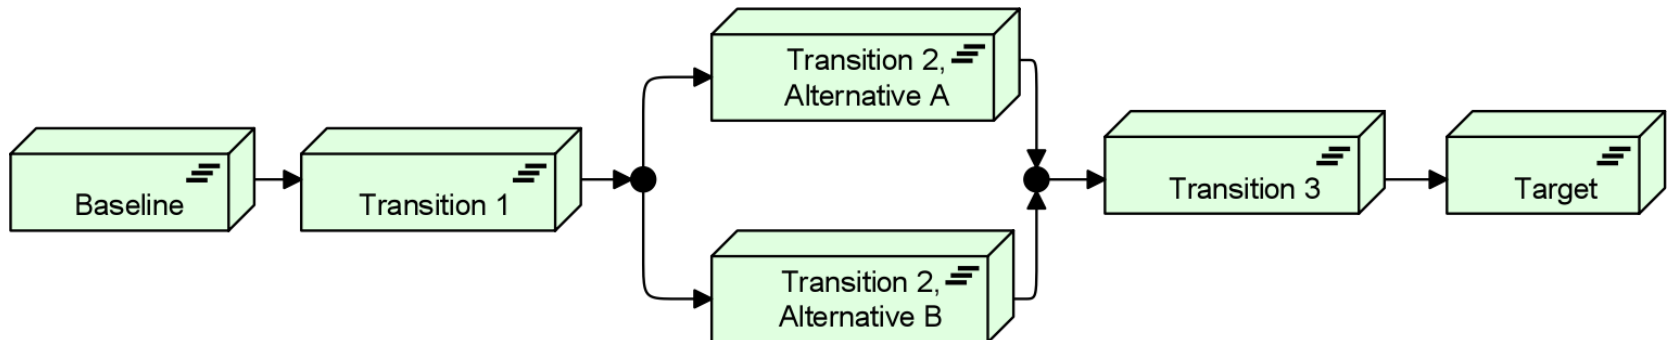 Baseline
Transition 1
Transition 2,
Alternative A
Transition 2,
Alternative B
Transition 3
Target